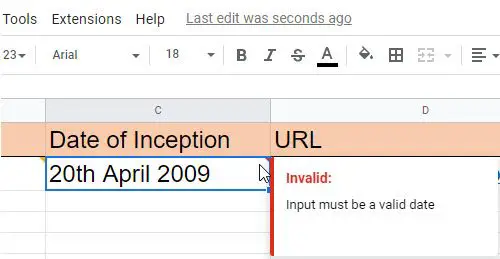 Tools Extensions Help Last edit was seconds ago
23 Arial 18 B I S A
C D
Date of Inception URL
20th April 2009
Invalid:
Input must be a valid date